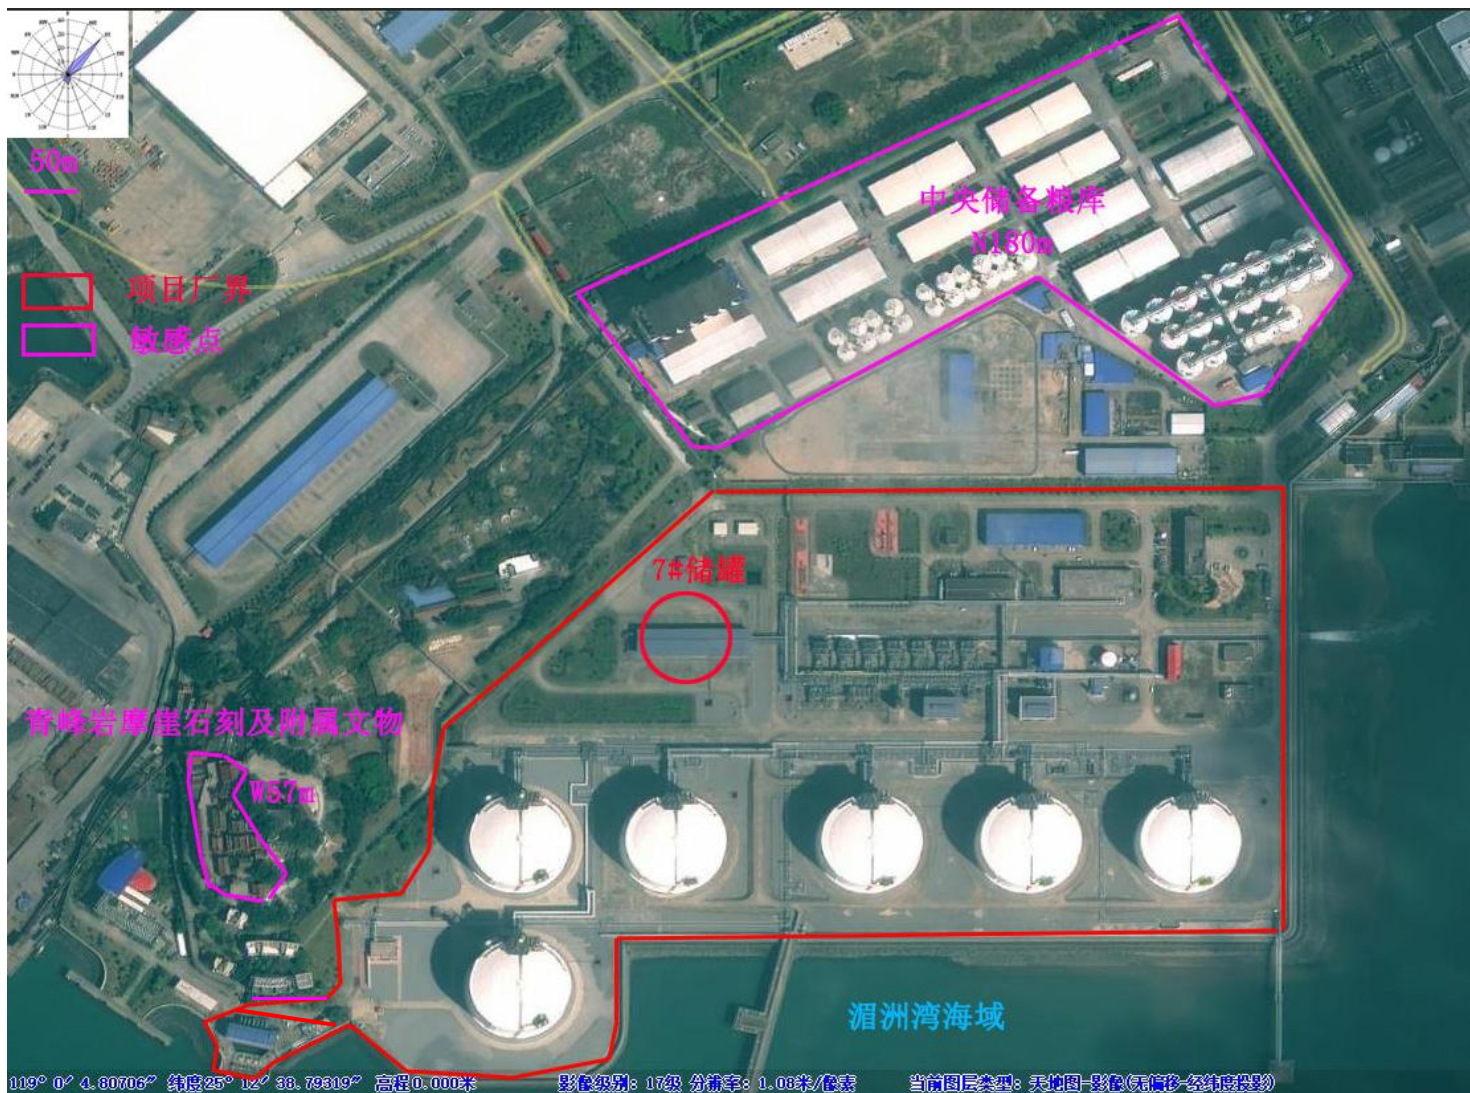 50m
项目厂界
敏感点
中央储备粮库
N180m
7#储罐
青峰岩摩崖石刻及附属文物
W57m
湄洲湾海域
119° 0′ 4.80706″ 纬度25° 12′ 38.79319″ 高程0.000米 影像级别：17级 分辨率：1.08米/像素 当前图层类型：天地图-影像(无偏移-经纬度投影)